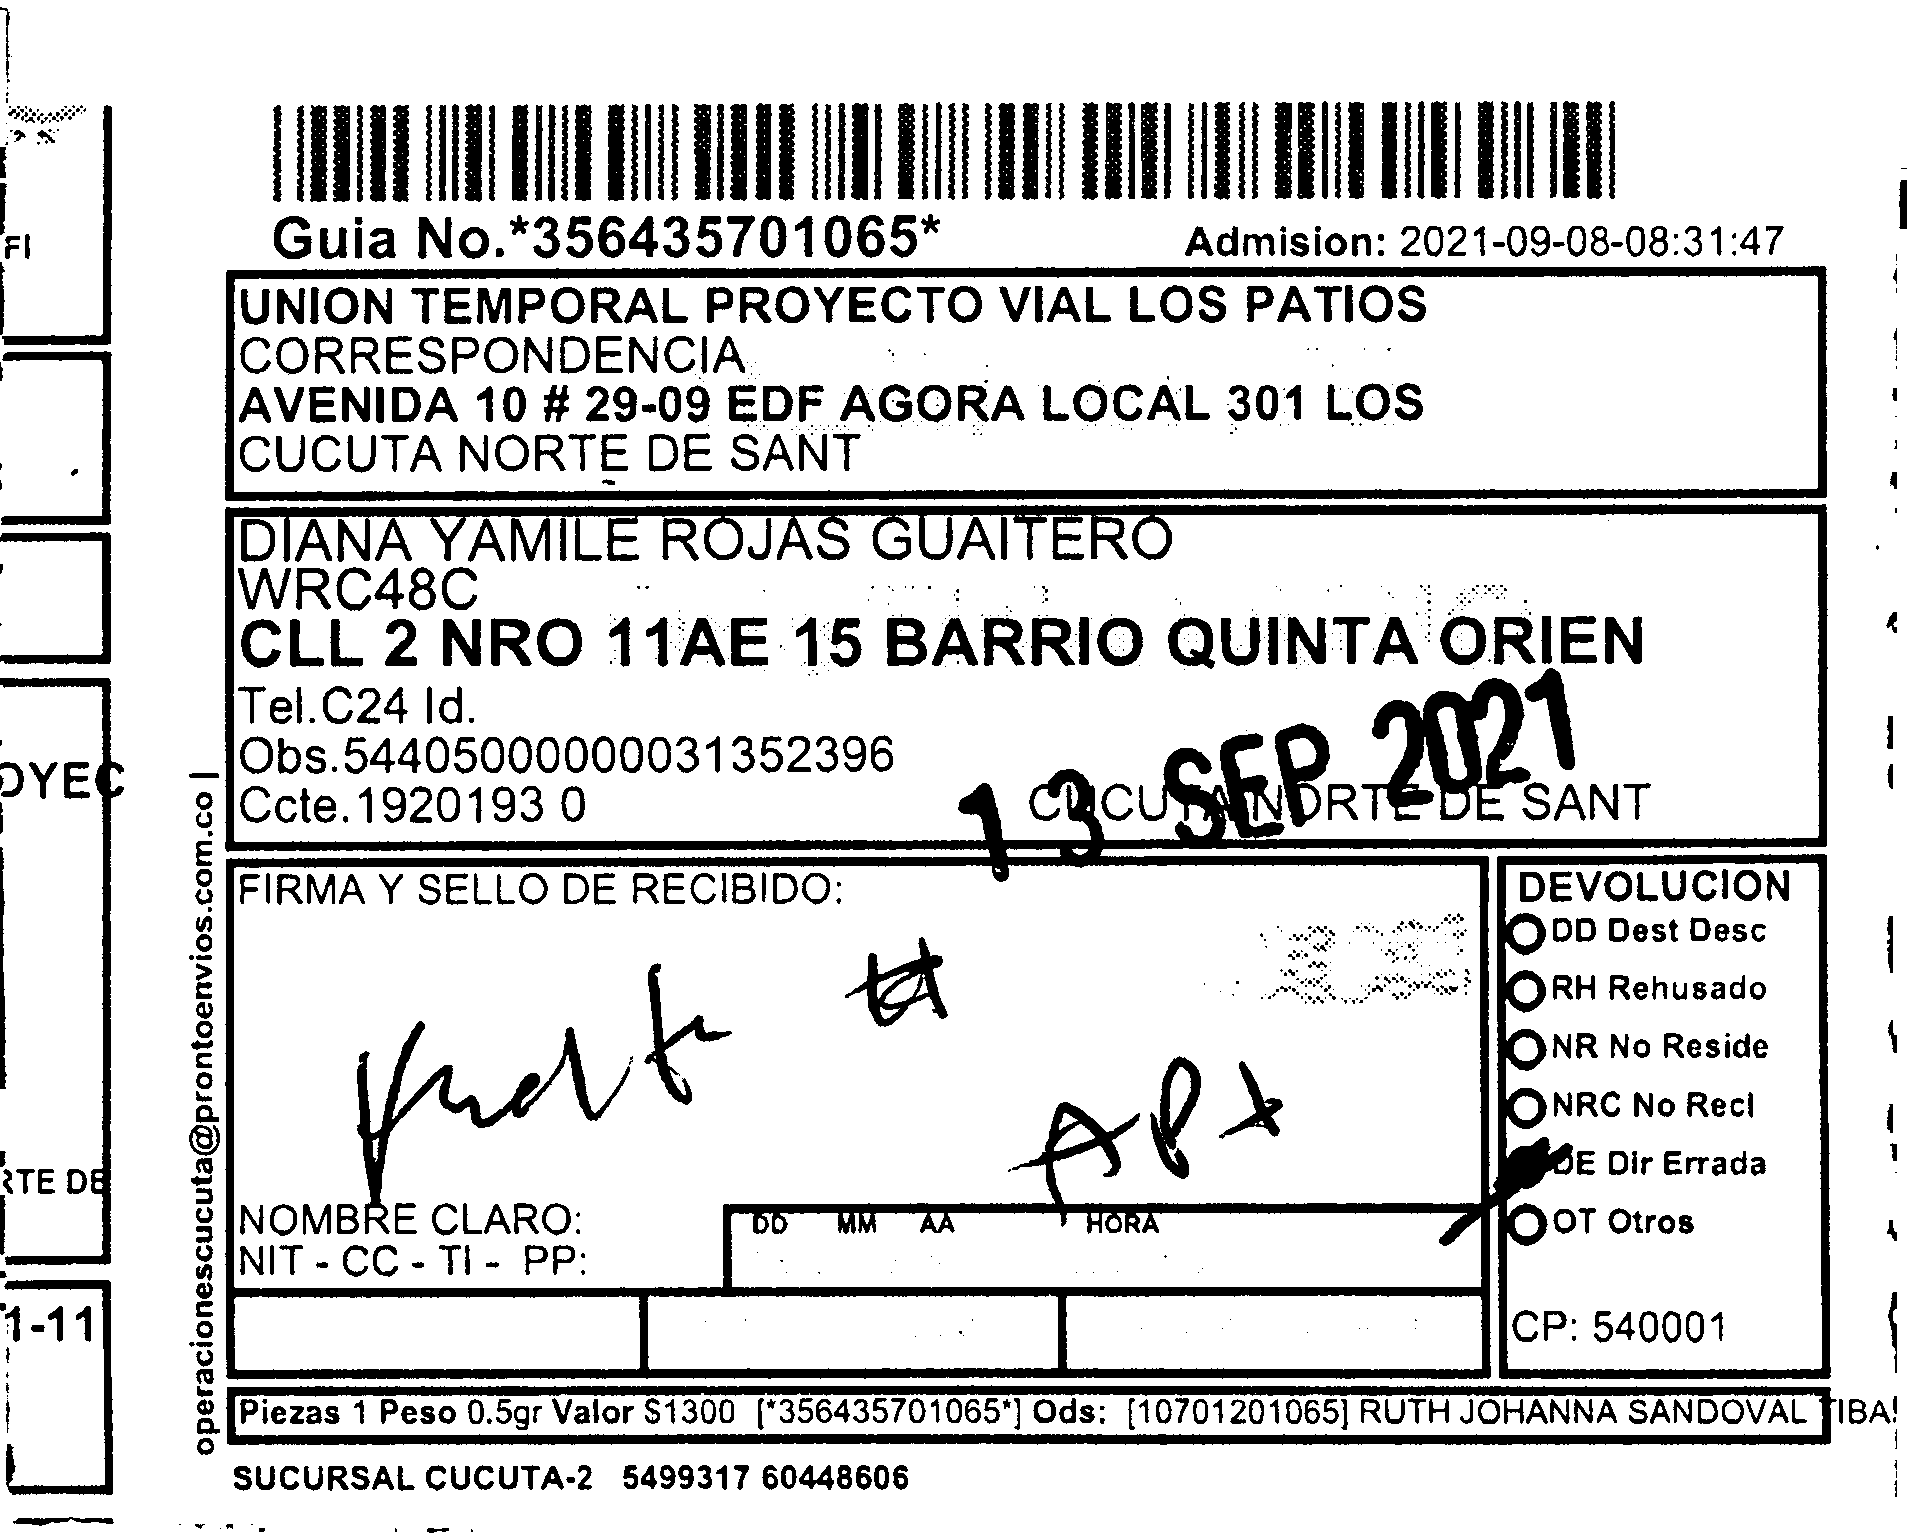 Guia No.*356435701065*
Admision: 2021-09-08-08:31:47
UNION TEMPORAL PROYECTO VIAL LOS PATIOS
CORRESPONDENCIA
AVENIDA 10 # 29-09 EDF AGORA LOCAL 301 LOS
CUCUTA NORTE DE SANT
DIANA YAMILE ROJAS GUAITERO
WRC48C
CLL 2 NRO 11AE 15 BARRIO QUINTA ORIEN
Tel.C24 Id.
Obs.544050000000031352396
Ccte.1920193 0
CUCUTA NORTE DE SANT
13 SEP 2021
FIRMA Y SELLO DE RECIBIDO:
NOMBRE CLARO:
NIT - CC - TI - PP:
DD MM AA HORA
DEVOLUCION
DD Dest Desc
RH Rehusado
NR No Reside
NRC No Recl
DE Dir Errada
OT Otros
CP: 540001
Piezas 1 Peso 0.5gr Valor $1300 [*356435701065*] Ods: [10701201065] RUTH JOHANNA SANDOVAL TIBA
SUCURSAL CUCUTA-2 5499317 60448606
operacionescucuta@prontoenvios.com.co |
FI
OYEC
RTE DE
1-11